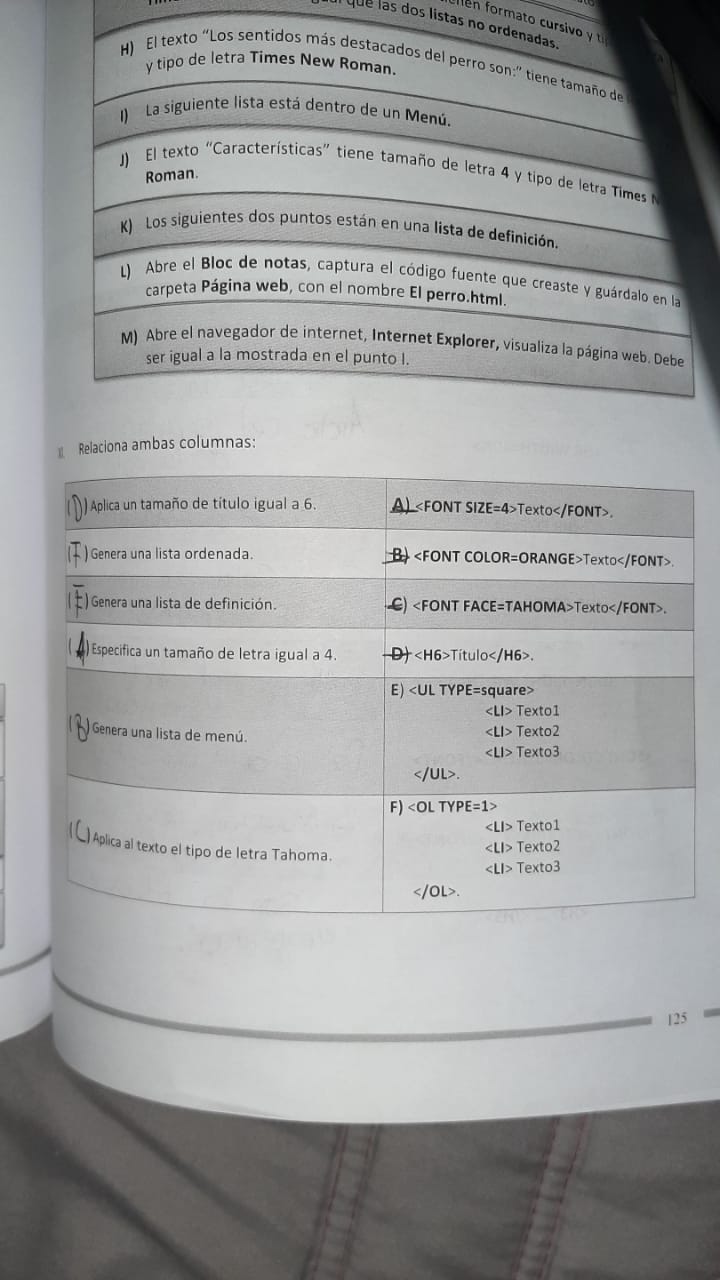 que las dos listas no ordenadas.
formato cursivo y
H) El texto “Los sentidos más destacados del perro son:” tiene tamaño de
y tipo de letra Times New Roman.
I) La siguiente lista está dentro de un Menú.
J) El texto “Características” tiene tamaño de letra 4 y tipo de letra Times N
Roman.
K) Los siguientes dos puntos están en una lista de definición.
L) Abre el Bloc de notas, captura el código fuente que creaste y guárdalo en la
carpeta Página web, con el nombre El perro.html.
M) Abre el navegador de internet, Internet Explorer, visualiza la página web. Debe
ser igual a la mostrada en el punto I.
Relaciona ambas columnas:
(D) Aplica un tamaño de título igual a 6.
A) <FONT SIZE=4>Texto</FONT>.
(F) Genera una lista ordenada.
B) <FONT COLOR=ORANGE>Texto</FONT>.
(E) Genera una lista de definición.
C) <FONT FACE=TAHOMA>Texto</FONT>.
(A) Especifica un tamaño de letra igual a 4.
D) <H6>Título</H6>.
(B) Genera una lista de menú.
E) <UL TYPE=square>
<LI> Texto1
<LI> Texto2
<LI> Texto3
</UL>.
(C) Aplica al texto el tipo de letra Tahoma.
F) <OL TYPE=1>
<LI> Texto1
<LI> Texto2
<LI> Texto3
</OL>.
125